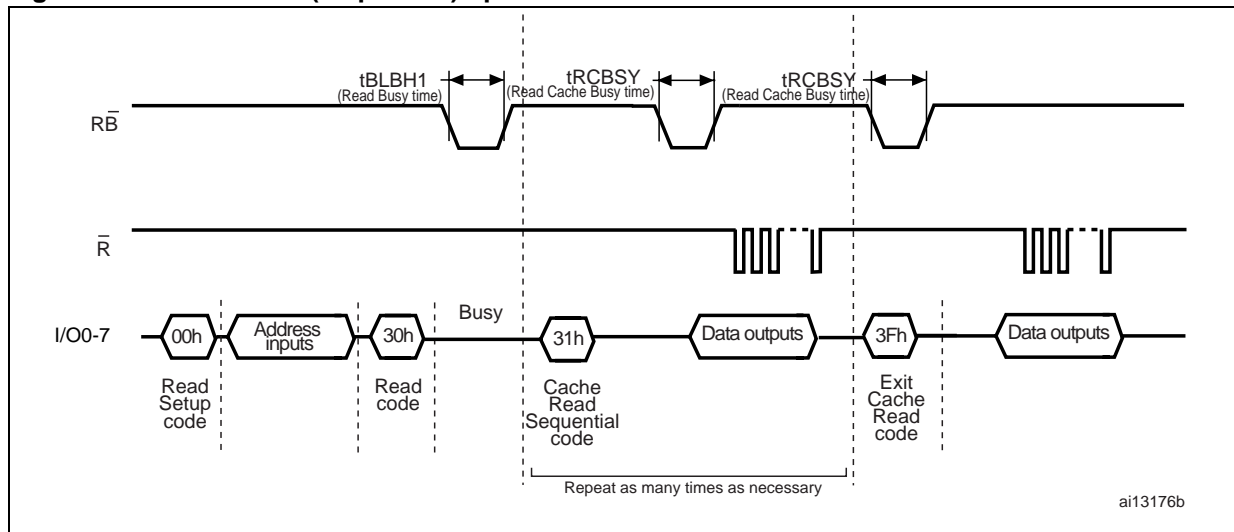 tBLBH1
(Read Busy time)
tRCBSY
(Read Cache Busy time)
tRCBSY
(Read Cache Busy time)
RB̅
R̅
I/O0-7
00h
Address
inputs
30h
Busy
31h
Data outputs
3Fh
Data outputs
Read
Setup
code
Read
code
Cache
Read
Sequential
code
Exit
Cache
Read
code
Repeat as many times as necessary
ai13176b